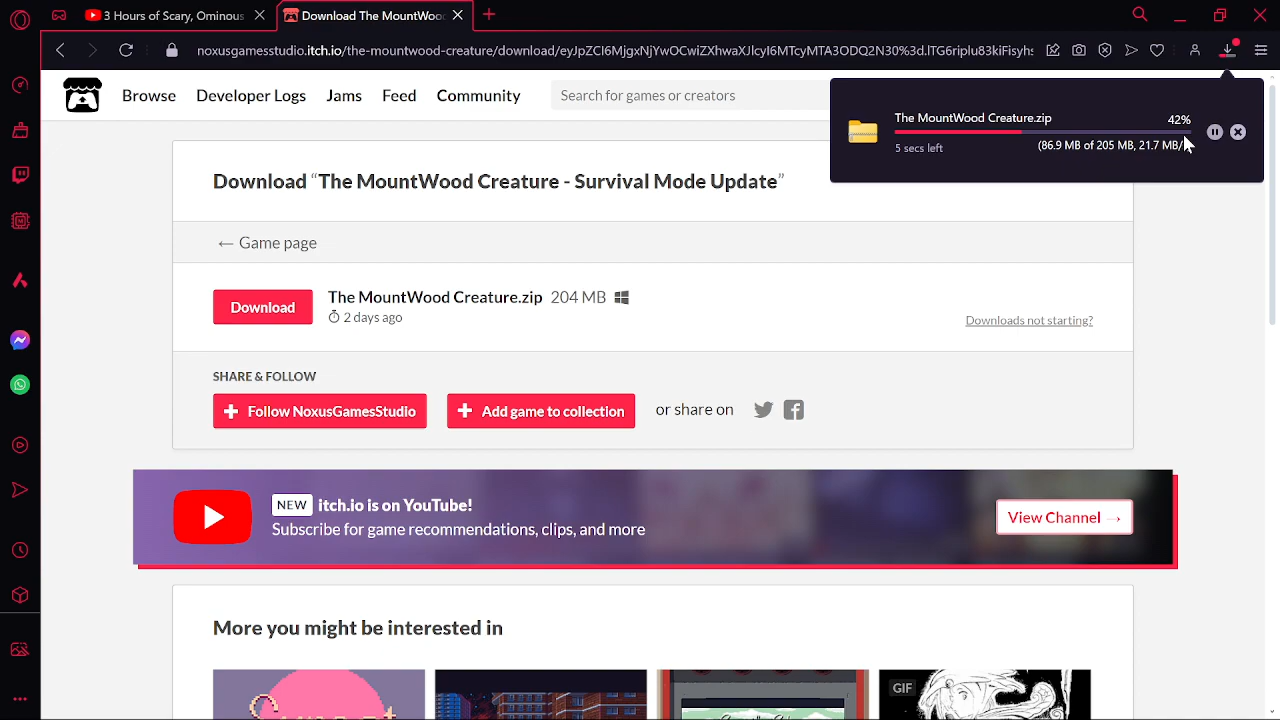 3 Hours of Scary, Ominous
Download The MountWoo
noxusgamesstudio.itch.io/the-mountwood-creature/download/eyJpZCI6MjgxNjYwOCwiZXhwaXJlcyI6MTcyMTA3ODQ2N30%3d.lTG6riplu83kiFisyhs
Browse
Developer Logs
Jams
Feed
Community
Search for games or creators
The MountWood Creature.zip
42%
5 secs left
(86.9 MB of 205 MB, 21.7 MB/
Download “The MountWood Creature - Survival Mode Update”
← Game page
Download
The MountWood Creature.zip 204 MB
2 days ago
Downloads not starting?
SHARE & FOLLOW
Follow NoxusGamesStudio
Add game to collection
or share on
NEW itch.io is on YouTube!
Subscribe for game recommendations, clips, and more
View Channel →
More you might be interested in
GIF